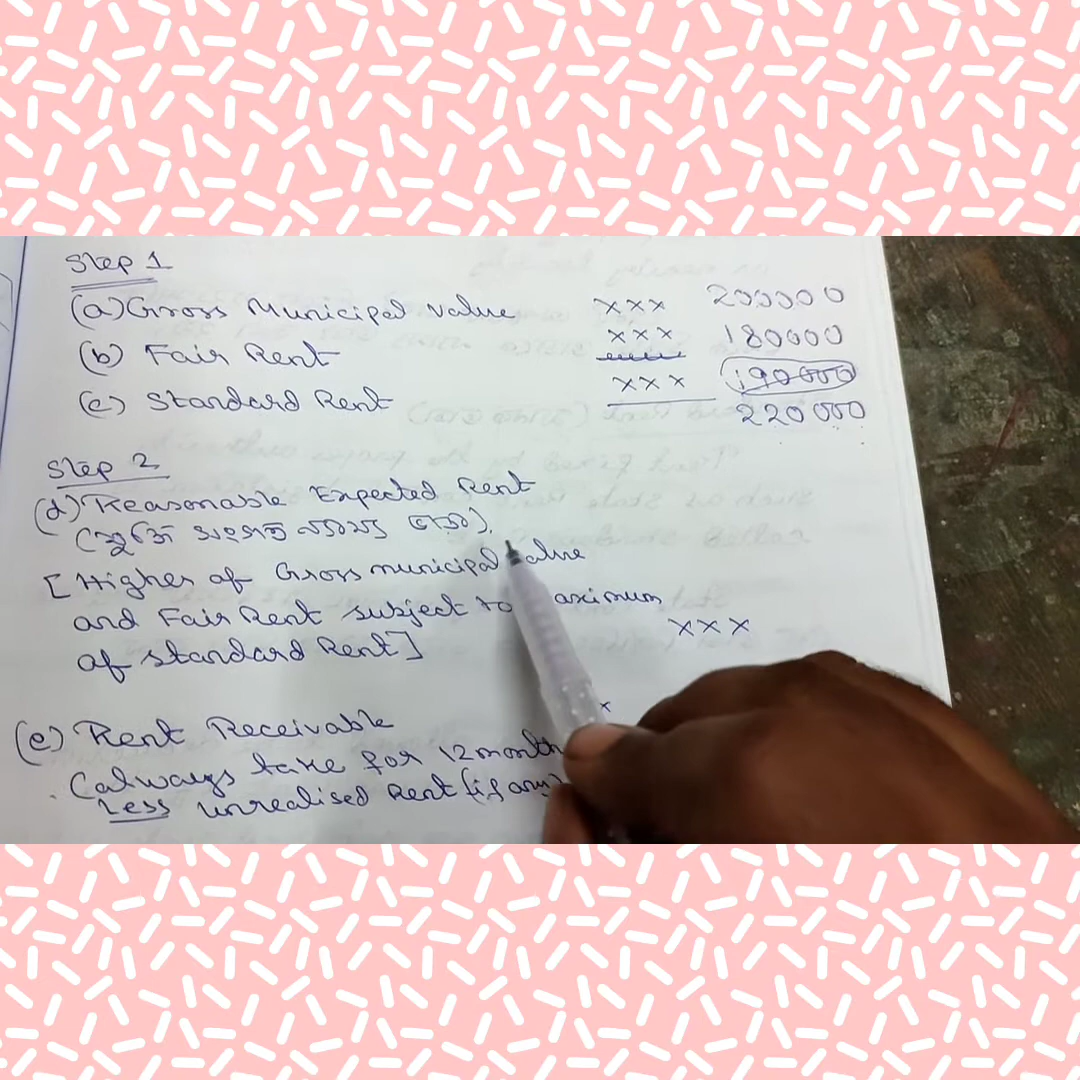 Step 1
(a) Gross Municipal value xxx 200000
(b) Fair Rent xxx 180000
(c) Standard Rent xxx 190000
220000
Step 2
(d) Reasonable Expected Rent
[Higher of Gross municipal value
and Fair Rent subject to aximum
of standard Rent] xxx
(e) Rent Receivable x
(always take for 12 month
Less unrealised Rent (if any)